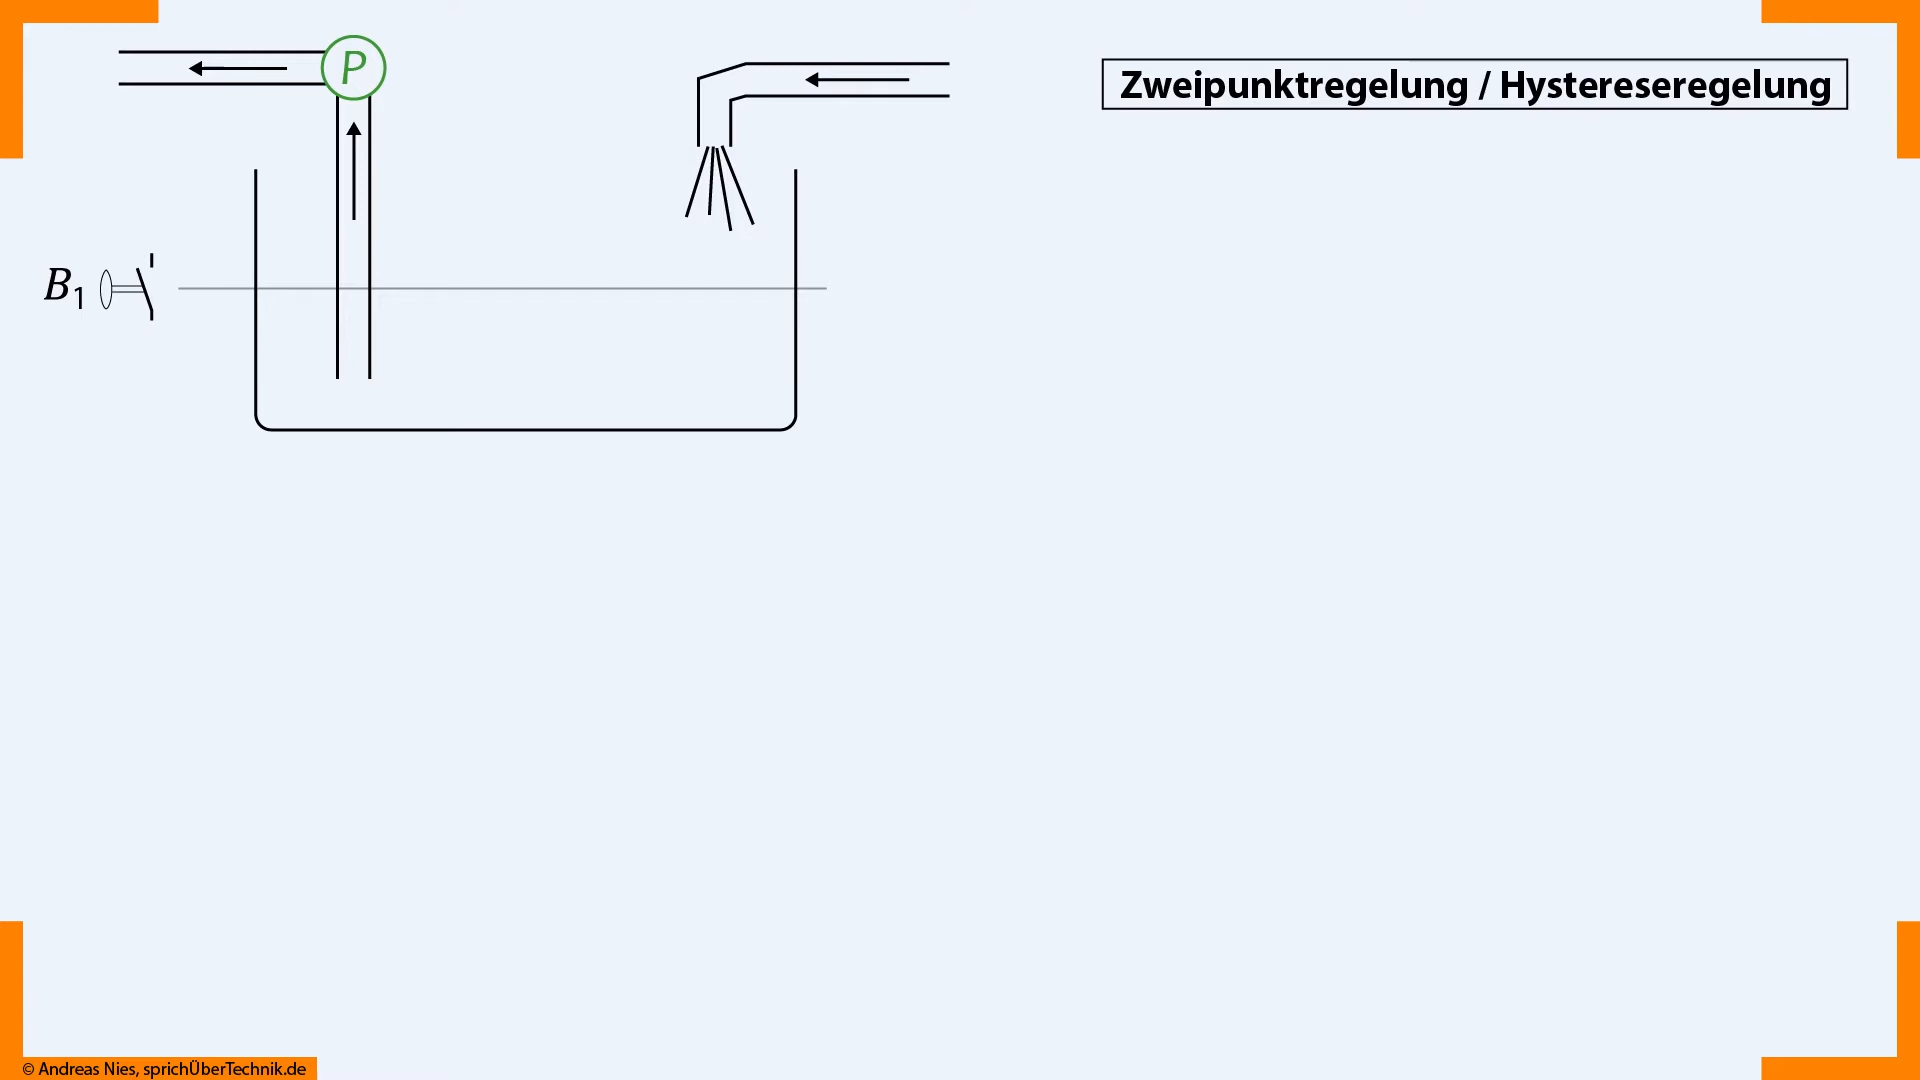 P
Zweipunktregelung / Hystereseregelung
B₁
© Andreas Nies, sprichÜberTechnik.de